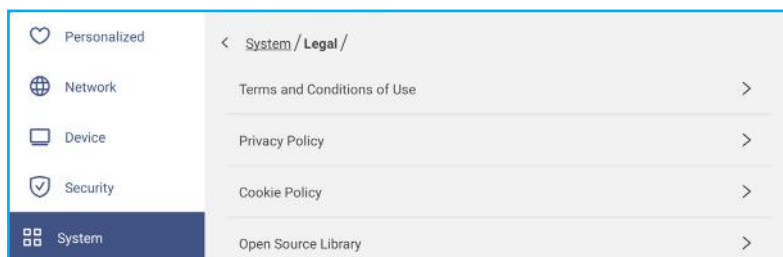 Personalized
Network
Device
Security
System
System / Legal /
Terms and Conditions of Use
Privacy Policy
Cookie Policy
Open Source Library